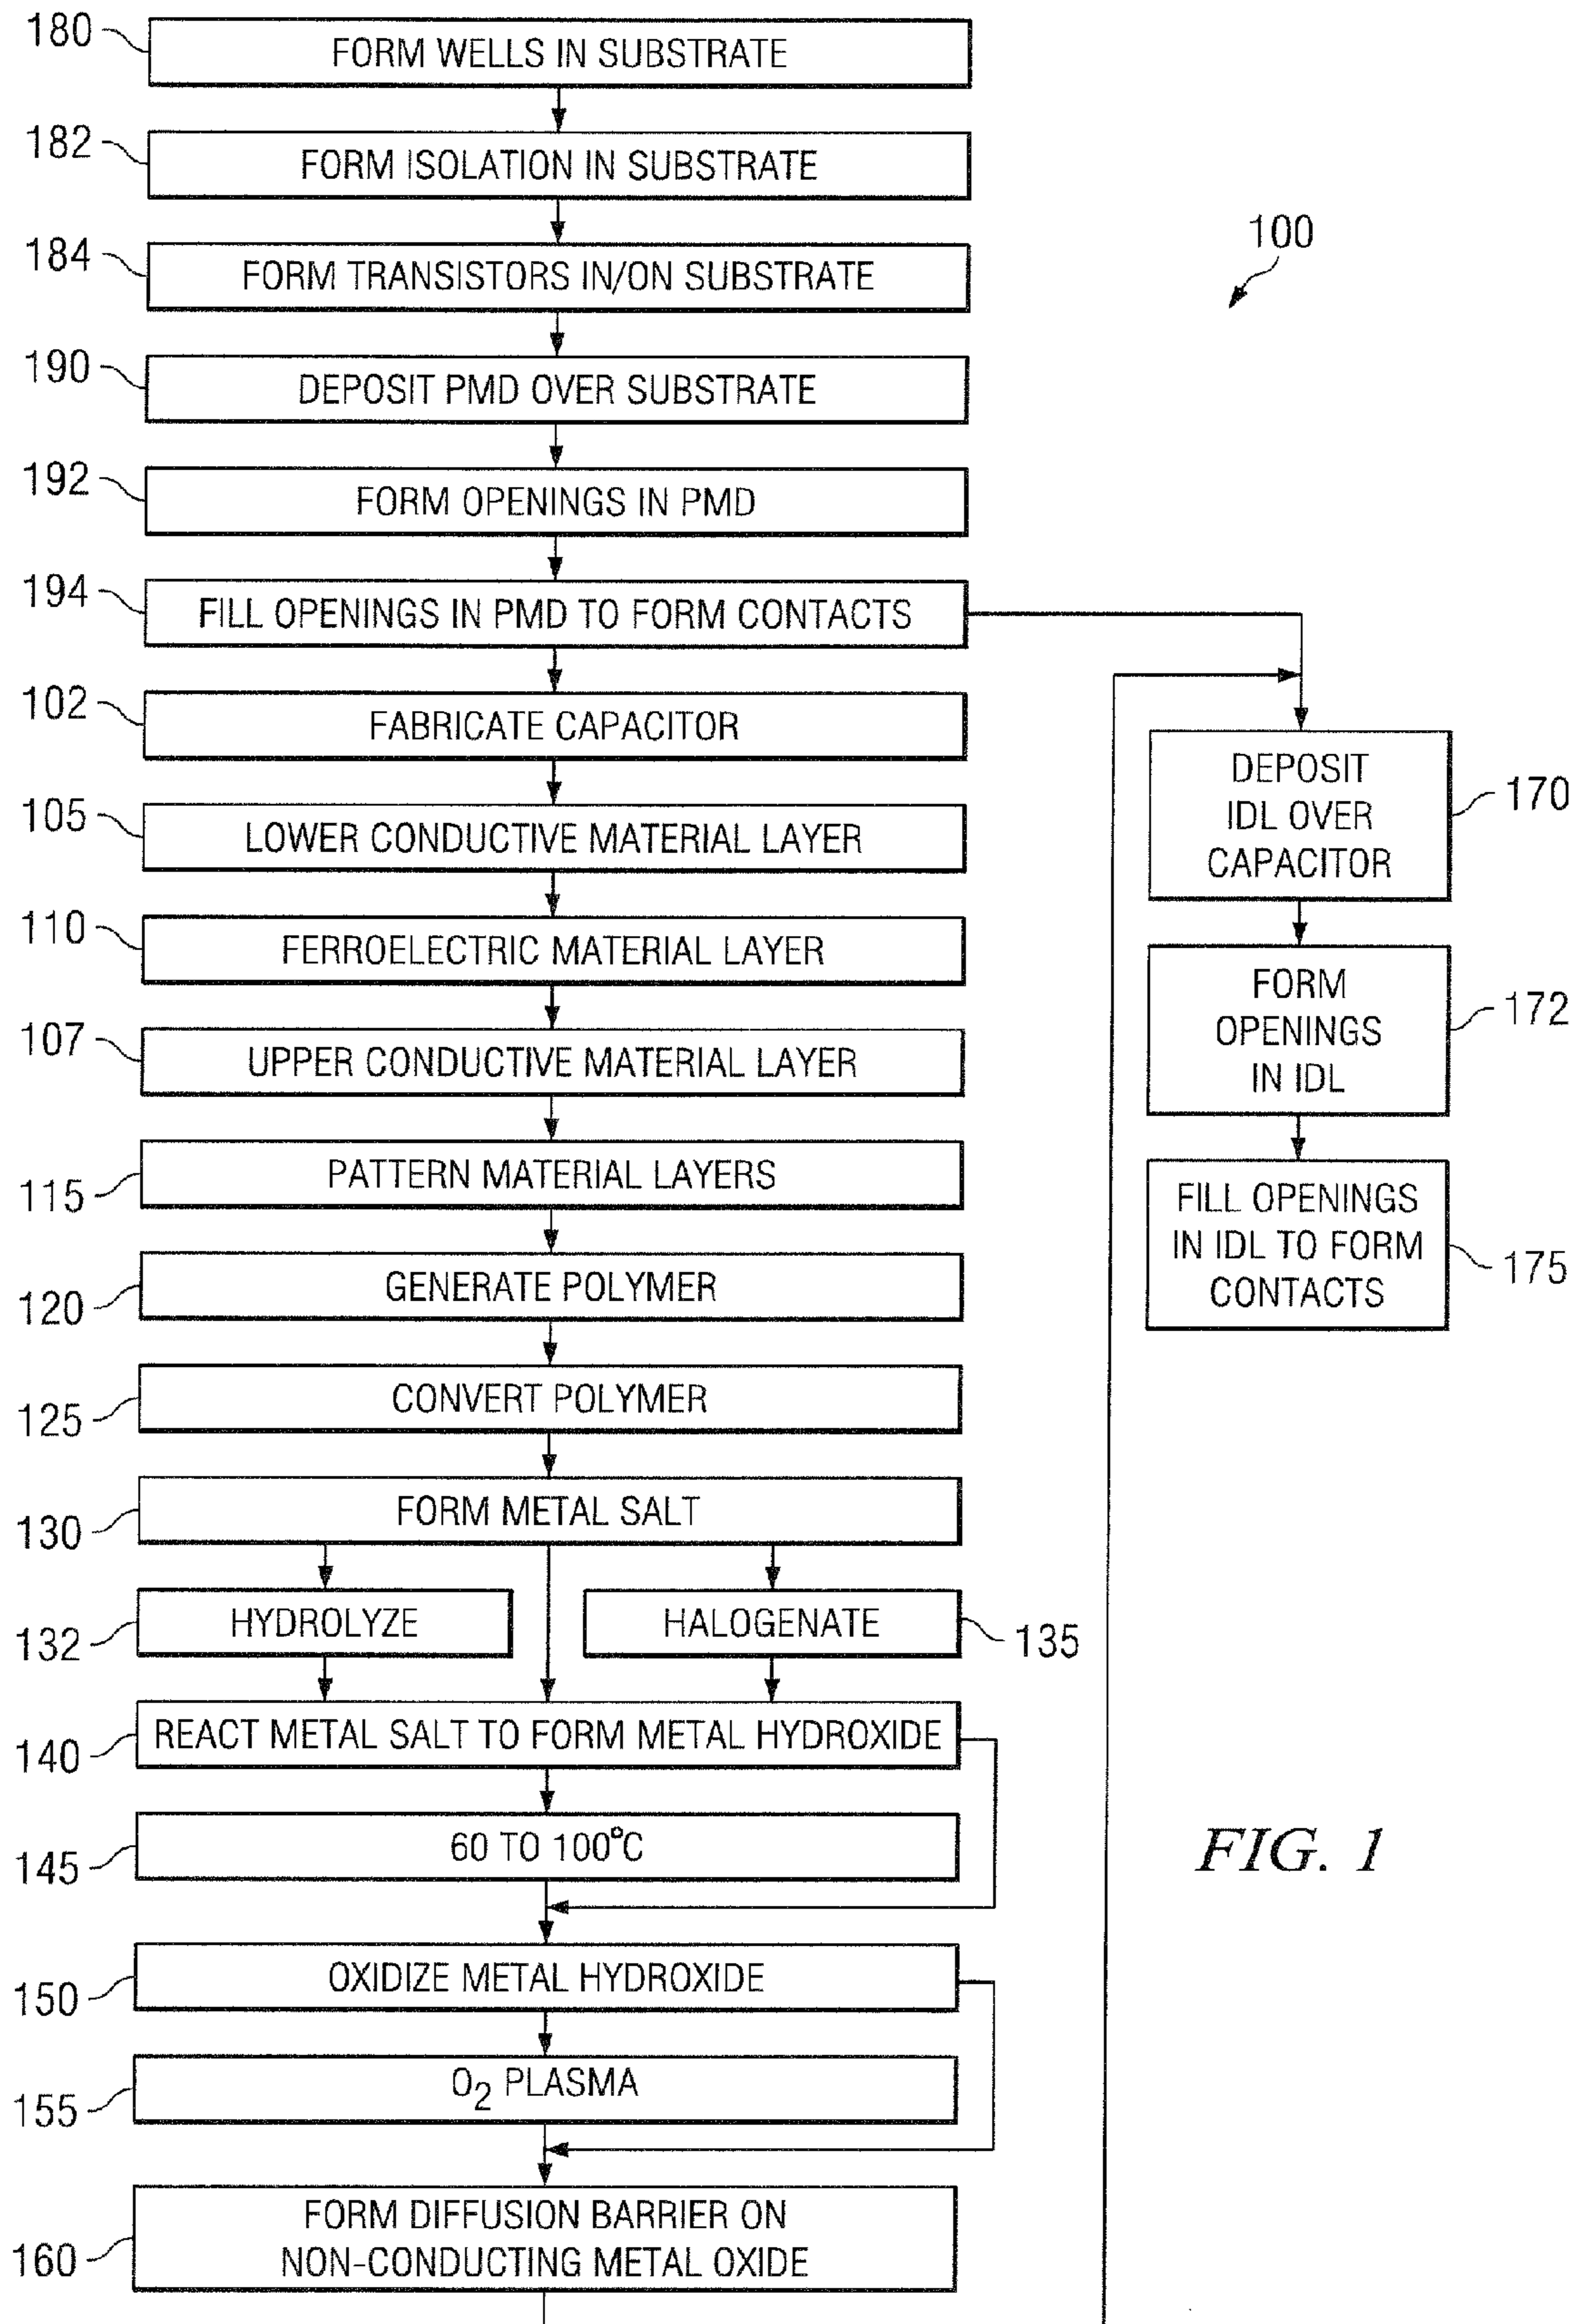 180
FORM WELLS IN SUBSTRATE
182
FORM ISOLATION IN SUBSTRATE
184
FORM TRANSISTORS IN/ON SUBSTRATE
100
190
DEPOSIT PMD OVER SUBSTRATE
192
FORM OPENINGS IN PMD
194
FILL OPENINGS IN PMD TO FORM CONTACTS
102
FABRICATE CAPACITOR
105
LOWER CONDUCTIVE MATERIAL LAYER
110
FERROELECTRIC MATERIAL LAYER
107
UPPER CONDUCTIVE MATERIAL LAYER
115
PATTERN MATERIAL LAYERS
120
GENERATE POLYMER
125
CONVERT POLYMER
130
FORM METAL SALT
132
HYDROLYZE
HALOGENATE
135
140
REACT METAL SALT TO FORM METAL HYDROXIDE
145
60 TO 100°C
150
OXIDIZE METAL HYDROXIDE
155
O2 PLASMA
160
FORM DIFFUSION BARRIER ON
NON-CONDUCTING METAL OXIDE
DEPOSIT
IDL OVER
CAPACITOR
170
FORM
OPENINGS
IN IDL
172
FILL OPENINGS
IN IDL TO FORM
CONTACTS
175
FIG. 1